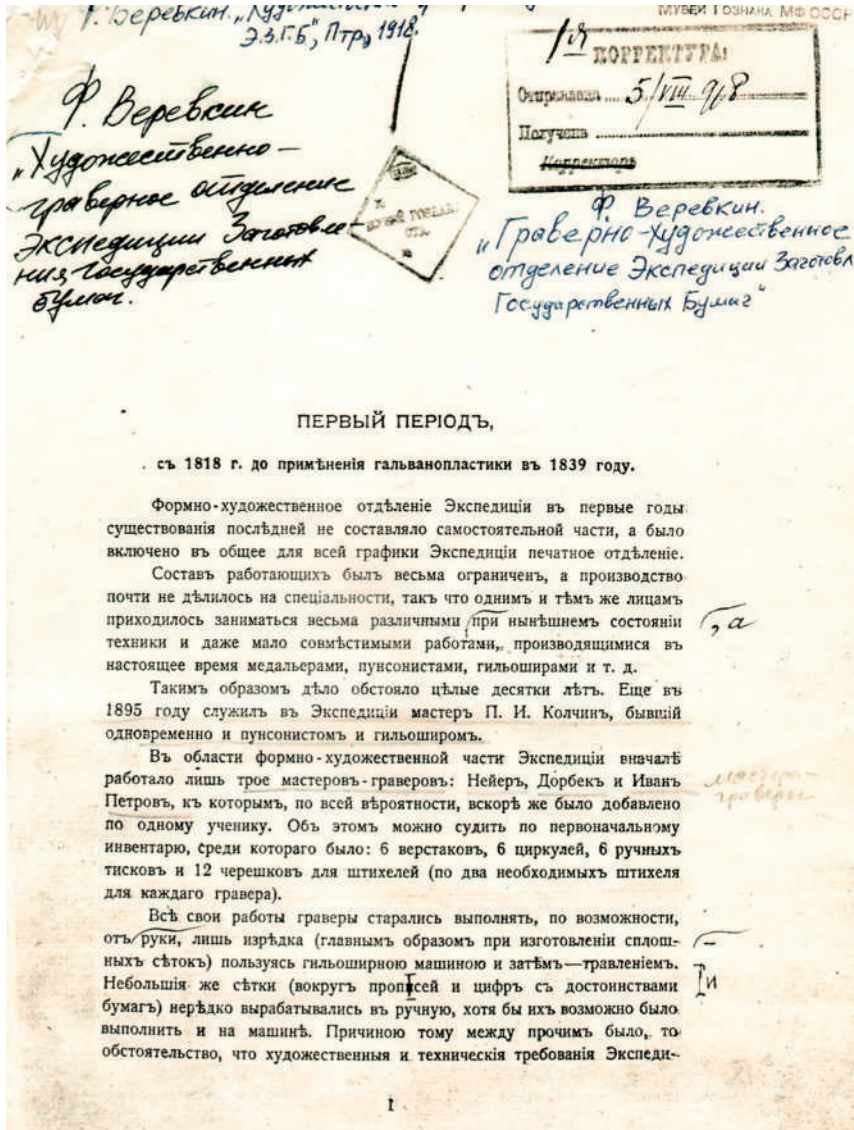 Ф. Веревкин. „Художественно
Э.З.Г.Б“, Птр, 1918.
МУЗЕЙ ГОЗНАКА МФ СССР
1я КОРРЕКТУРА:
Отправлена .... 5/VIII 918
Получена
Корректоръ
Ф. Веревкин
„Художественно –
граверное отделение
Экспедиции Заготовле-
ния Государственных
бумаг.
Ф. Веревкин.
„Граверно-художественное
отделение Экспедиции Заготовл
Государственных Бумаг“
ПЕРВЫЙ ПЕРІОДЪ,
съ 1818 г. до примѣненія гальванопластики въ 1839 году.
Формно-художественное отдѣленіе Экспедиціи въ первые годы
существованія послѣдней не составляло самостоятельной части, а было
включено въ общее для всей графики Экспедиціи печатное отдѣленіе.
Составъ работающихъ былъ весьма ограниченъ, а производство
почти не дѣлилось на спеціальности, такъ что однимъ и тѣмъ же лицамъ
приходилось заниматься весьма различными при нынѣшнемъ состояніи
техники и даже мало совмѣстимыми работами, производящимися въ
настоящее время медальерами, пунсонистами, гильоширами и т. д.
, а
Такимъ образомъ дѣло обстояло цѣлые десятки лѣтъ. Еще въ
1895 году служилъ въ Экспедиціи мастеръ П. И. Колчинъ, бывшій
одновременно и пунсонистомъ и гильоширомъ.
Въ области формно-художественной части Экспедиціи вначалѣ
работало лишь трое мастеровъ-граверовъ: Нейеръ, Дорбекъ и Иванъ
Петровъ, къ которымъ, по всей вѣроятности, вскорѣ же было добавлено
по одному ученику. Объ этомъ можно судить по первоначальному
инвентарю, среди котораго было: 6 верстаковъ, 6 циркулей, 6 ручныхъ
тисковъ и 12 черешковъ для штихелей (по два необходимыхъ штихеля
для каждаго гравера).
мастера-
граверы
Всѣ свои работы граверы старались выполнять, по возможности,
отъ руки, лишь изрѣдка (главнымъ образомъ при изготовленіи сплош-
ныхъ сѣтокъ) пользуясь гильоширною машиною и затѣмъ—травленіемъ.
Небольшія же сѣтки (вокругъ прописей и цифръ съ достоинствами
бумагъ) нерѣдко вырабатывались въ ручную, хотя бы ихъ возможно было
выполнить и на машинѣ. Причиною тому между прочимъ было, то
обстоятельство, что художественныя и техническія требованія Экспеди-
–
и
I